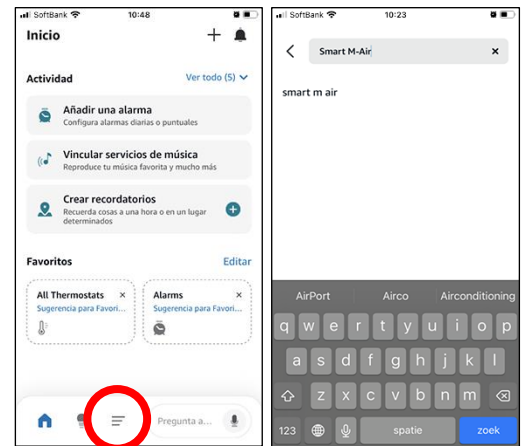 SoftBank 10:48
Inicio
Actividad Ver todo (5)
Añadir una alarma
Configura alarmas diarias o puntuales
Vincular servicios de música
Reproduce tu música favorita y mucho más
Crear recordatorios
Recuerda cosas a una hora o en un lugar
determinados
Favoritos Editar
All Thermostats ×
Sugerencia para Favori...
Alarms ×
Sugerencia para Favori...
Pregunta a...
SoftBank 10:23
Smart M-Air ×
smart m air
AirPort Airco Airconditioning
q w e r t y u i o p
a s d f g h j k l
z x c v b n m
123 spatie zoek